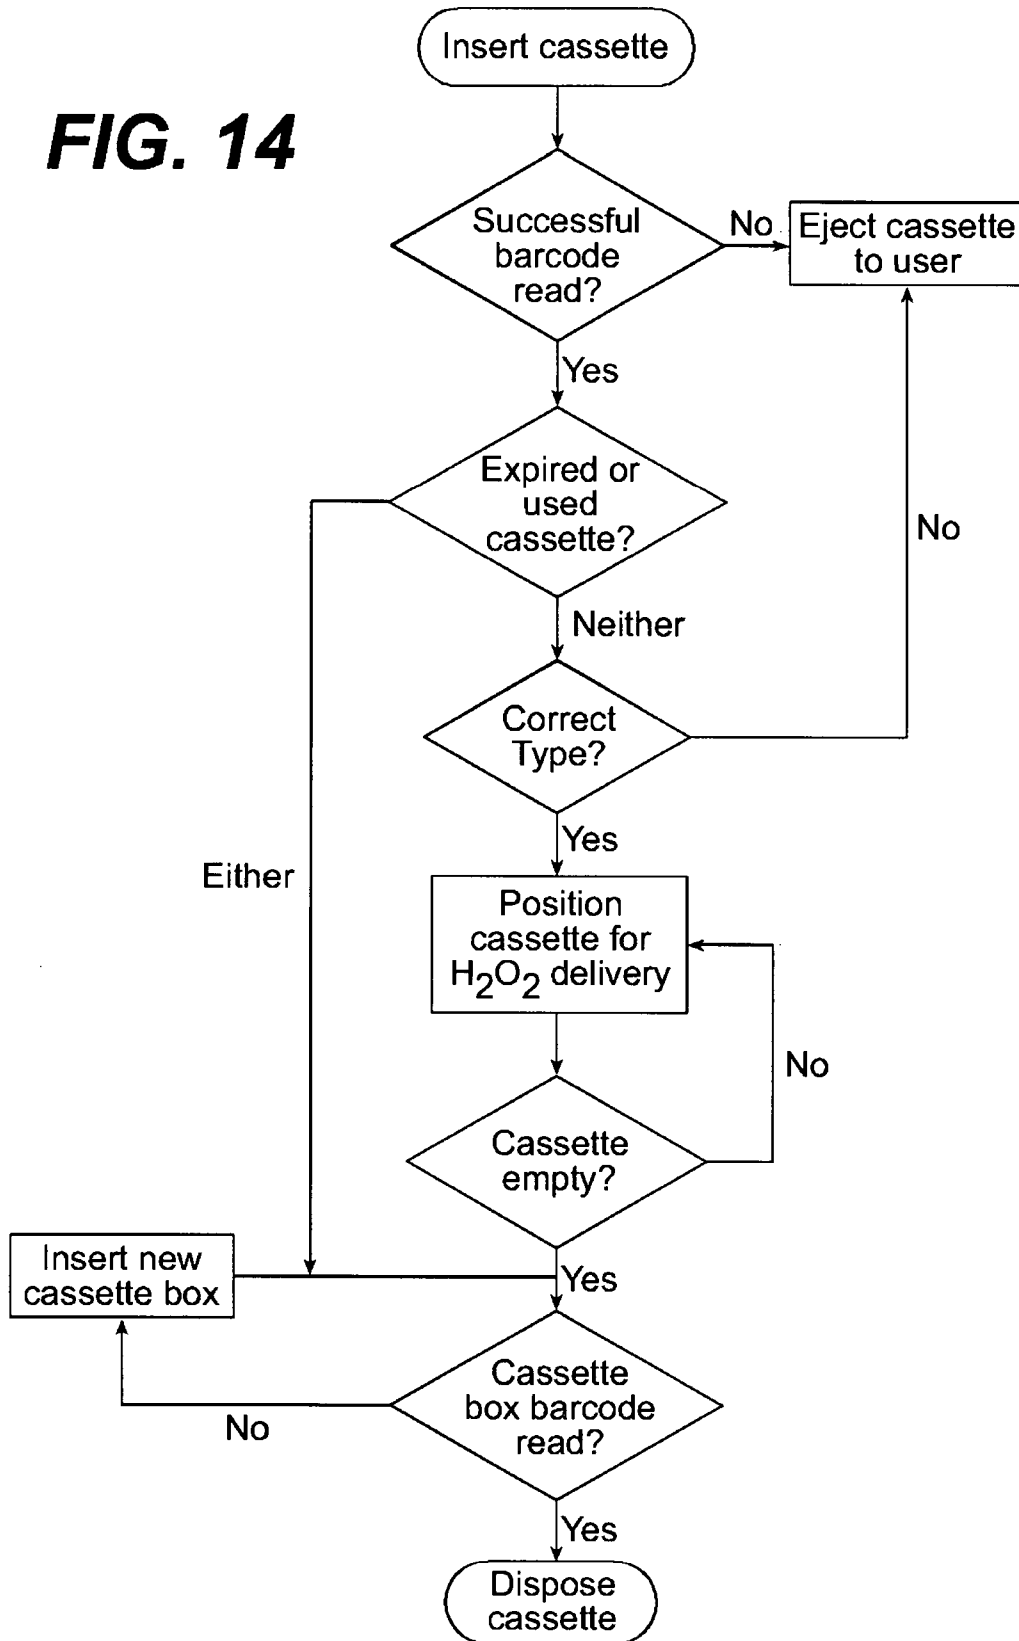 Insert cassette
FIG. 14
Successful
barcode
read?
No
Eject cassette
to user
Yes
Expired or
used
cassette?
No
Neither
Correct
Type?
Yes
Either
Position
cassette for
H2O2 delivery
No
Cassette
empty?
Insert new
cassette box
Yes
Cassette
box barcode
read?
No
Yes
Dispose
cassette